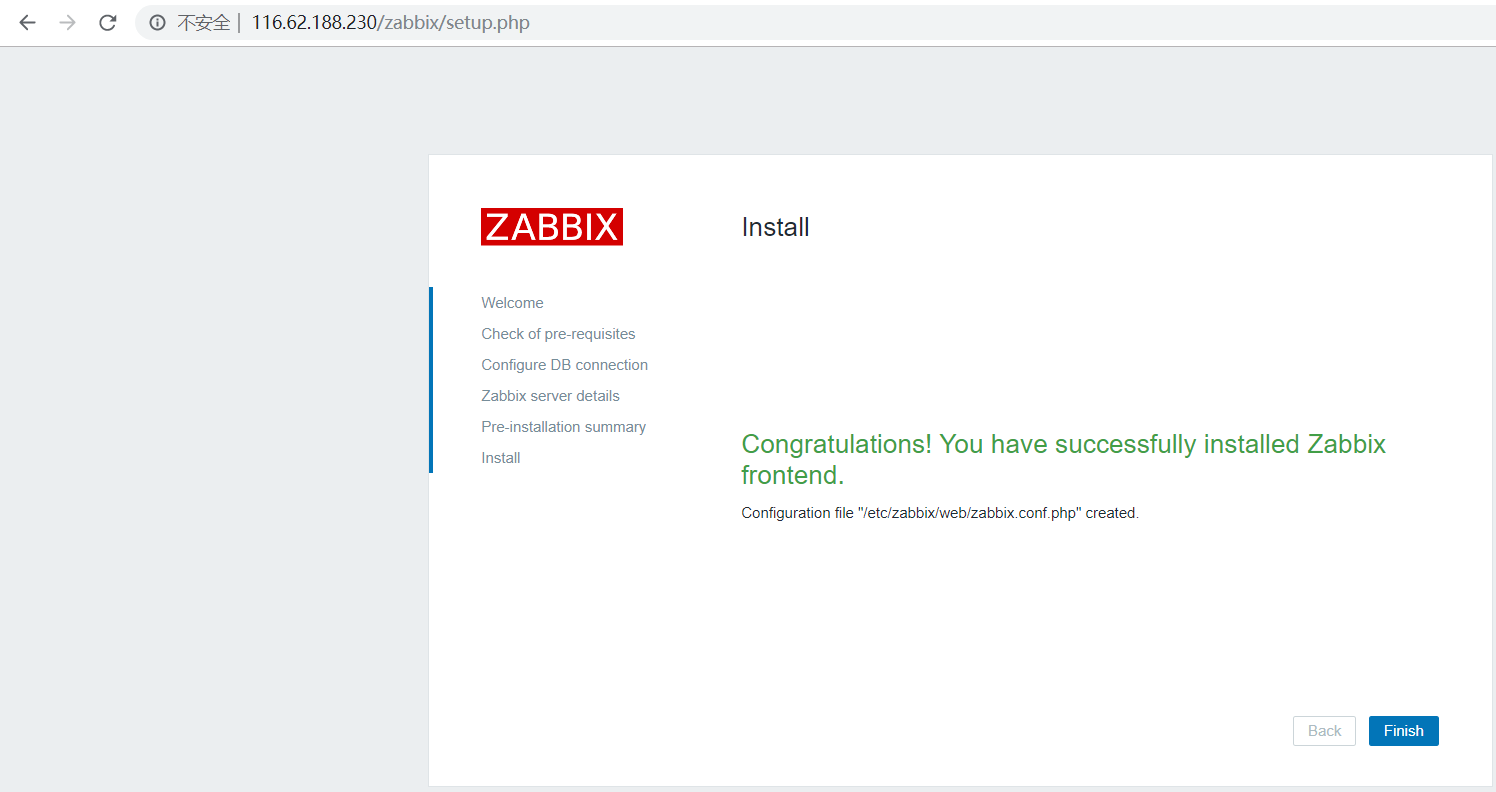 不安全 | 116.62.188.230/zabbix/setup.php
ZABBIX
Install
Welcome
Check of pre-requisites
Configure DB connection
Zabbix server details
Pre-installation summary
Install
Congratulations! You have successfully installed Zabbix
frontend.
Configuration file "/etc/zabbix/web/zabbix.conf.php" created.
Back
Finish